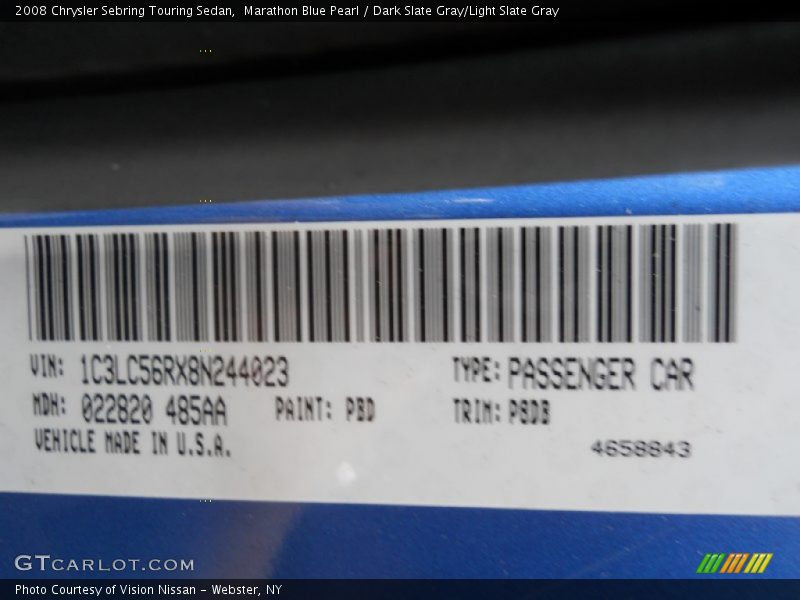 2008 Chrysler Sebring Touring Sedan,  Marathon Blue Pearl / Dark Slate Gray/Light Slate Gray
VIN: 1C3LC56RX8N244023 TYPE: PASSENGER CAR
MDH: 022820 485AA PAINT: PBD TRIM: P8DB
VEHICLE MADE IN U.S.A. 4658843
GTCARLOT.COM
Photo Courtesy of Vision Nissan - Webster, NY